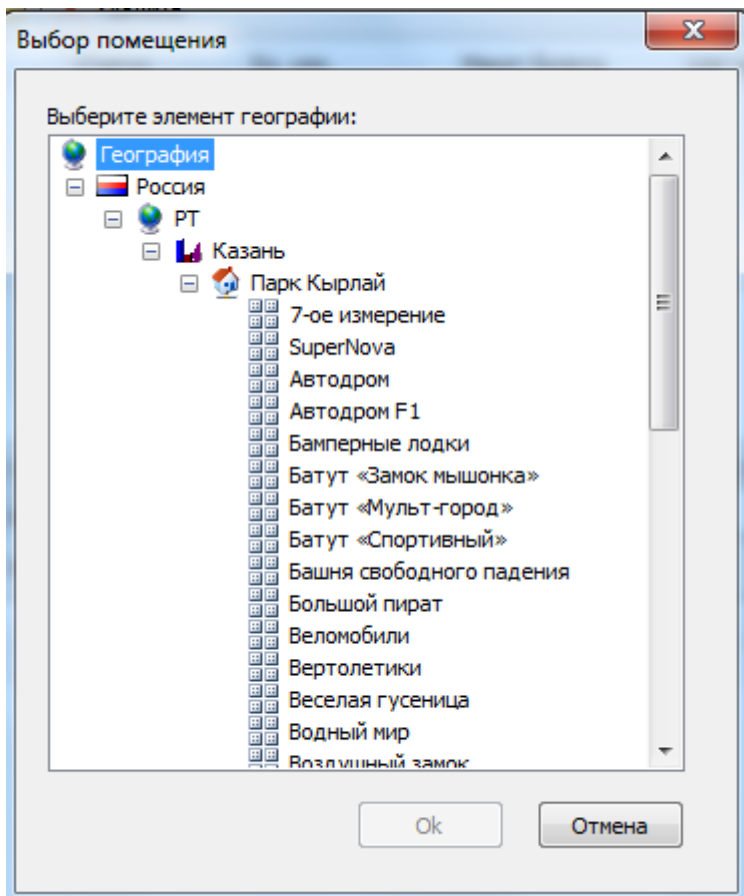 Выбор помещения
Выберите элемент географии:
География
Россия
РТ
Казань
Парк Кырлай
7-ое измерение
SuperNova
Автодром
Автодром F1
Бамперные лодки
Батут «Замок мышонка»
Батут «Мульт-город»
Батут «Спортивный»
Башня свободного падения
Большой пират
Веломобили
Вертолетики
Веселая гусеница
Водный мир
Воздушный замок
Ok
Отмена